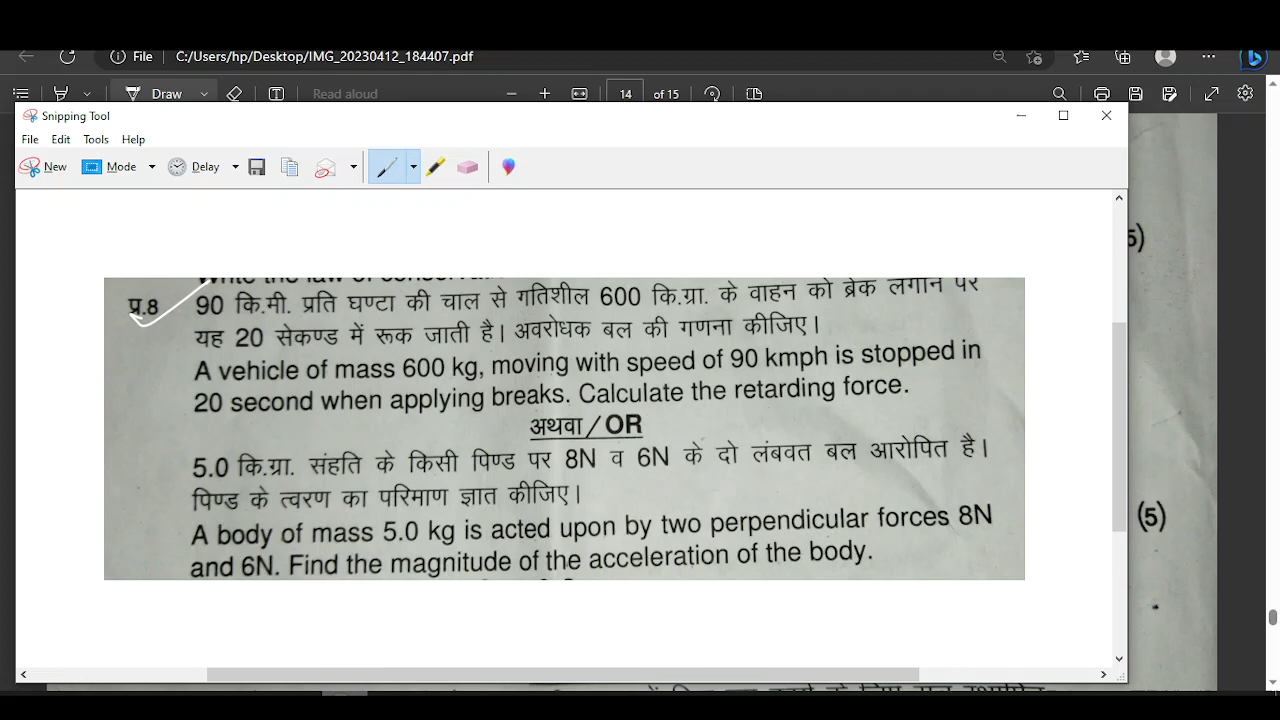 File C:/Users/hp/Desktop/IMG_20230412_184407.pdf
Draw Read aloud 14 of 15
Snipping Tool
File Edit Tools Help
New Mode Delay
5)
Write the law of
प्र.8 90 कि.मी. प्रति घण्टा की चाल से गतिशील 600 कि.ग्रा. के वाहन को ब्रेक लगाने पर
यह 20 सेकण्ड में रूक जाती है। अवरोधक बल की गणना कीजिए।
A vehicle of mass 600 kg, moving with speed of 90 kmph is stopped in
20 second when applying breaks. Calculate the retarding force.
अथवा / OR
5.0 कि.ग्रा. संहति के किसी पिण्ड पर 8N व 6N के दो लंबवत बल आरोपित है।
पिण्ड के त्वरण का परिमाण ज्ञात कीजिए।
(5)
A body of mass 5.0 kg is acted upon by two perpendicular forces 8N
and 6N. Find the magnitude of the acceleration of the body.